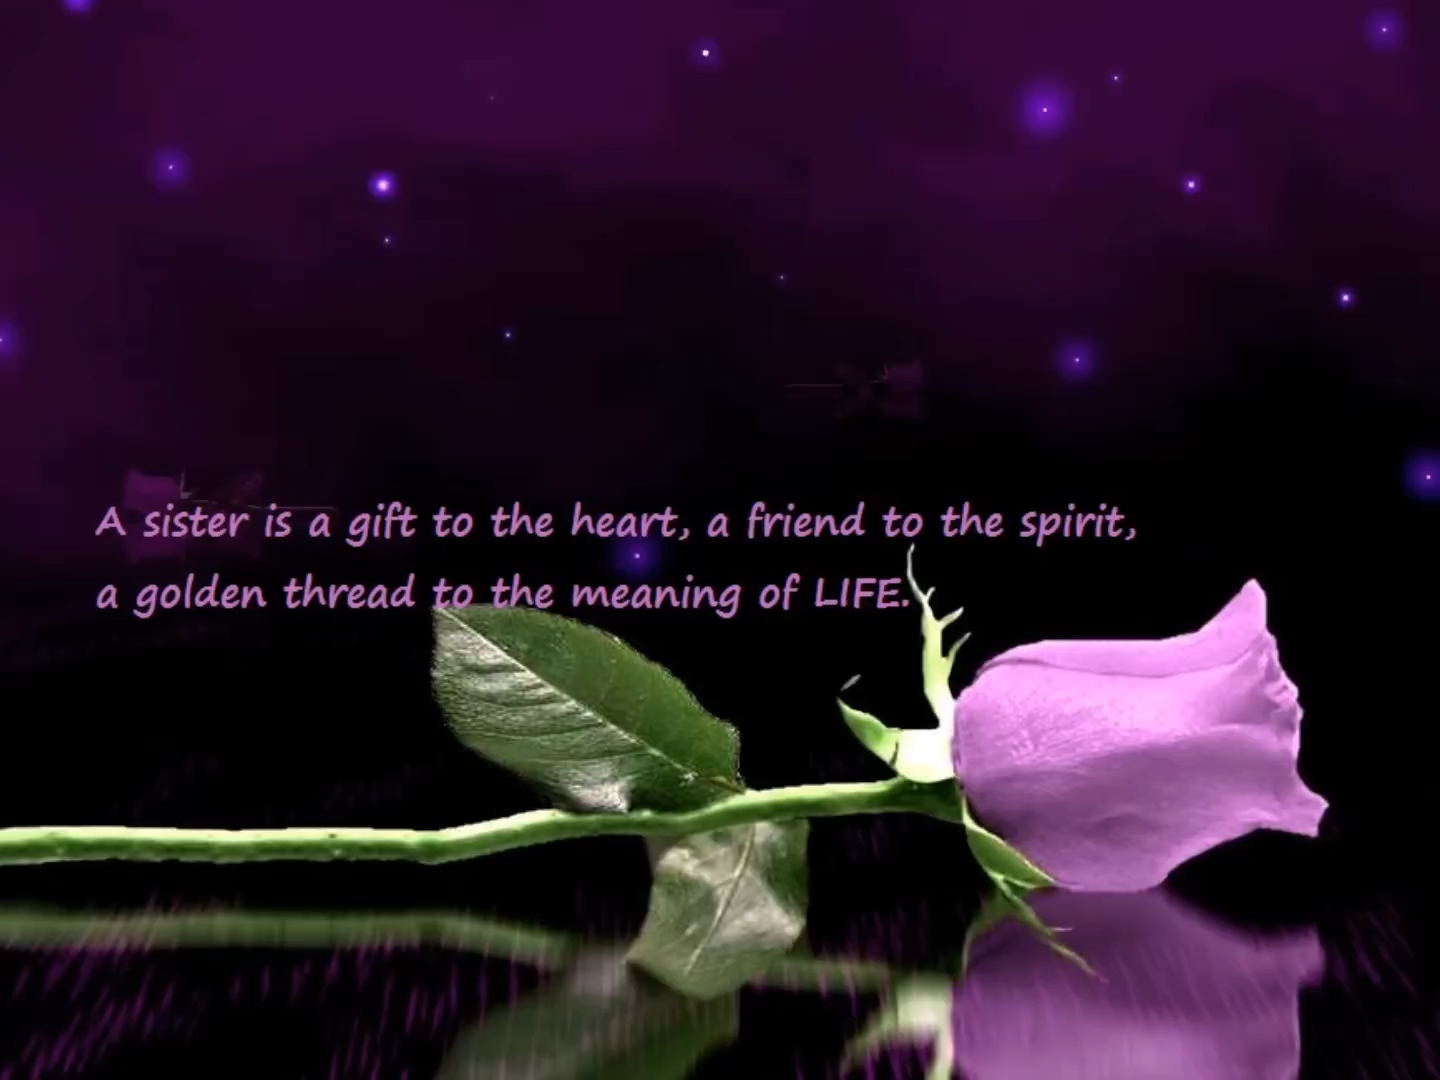 A sister is a gift to the heart, a friend to the spirit,
a golden thread to the meaning of LIFE.